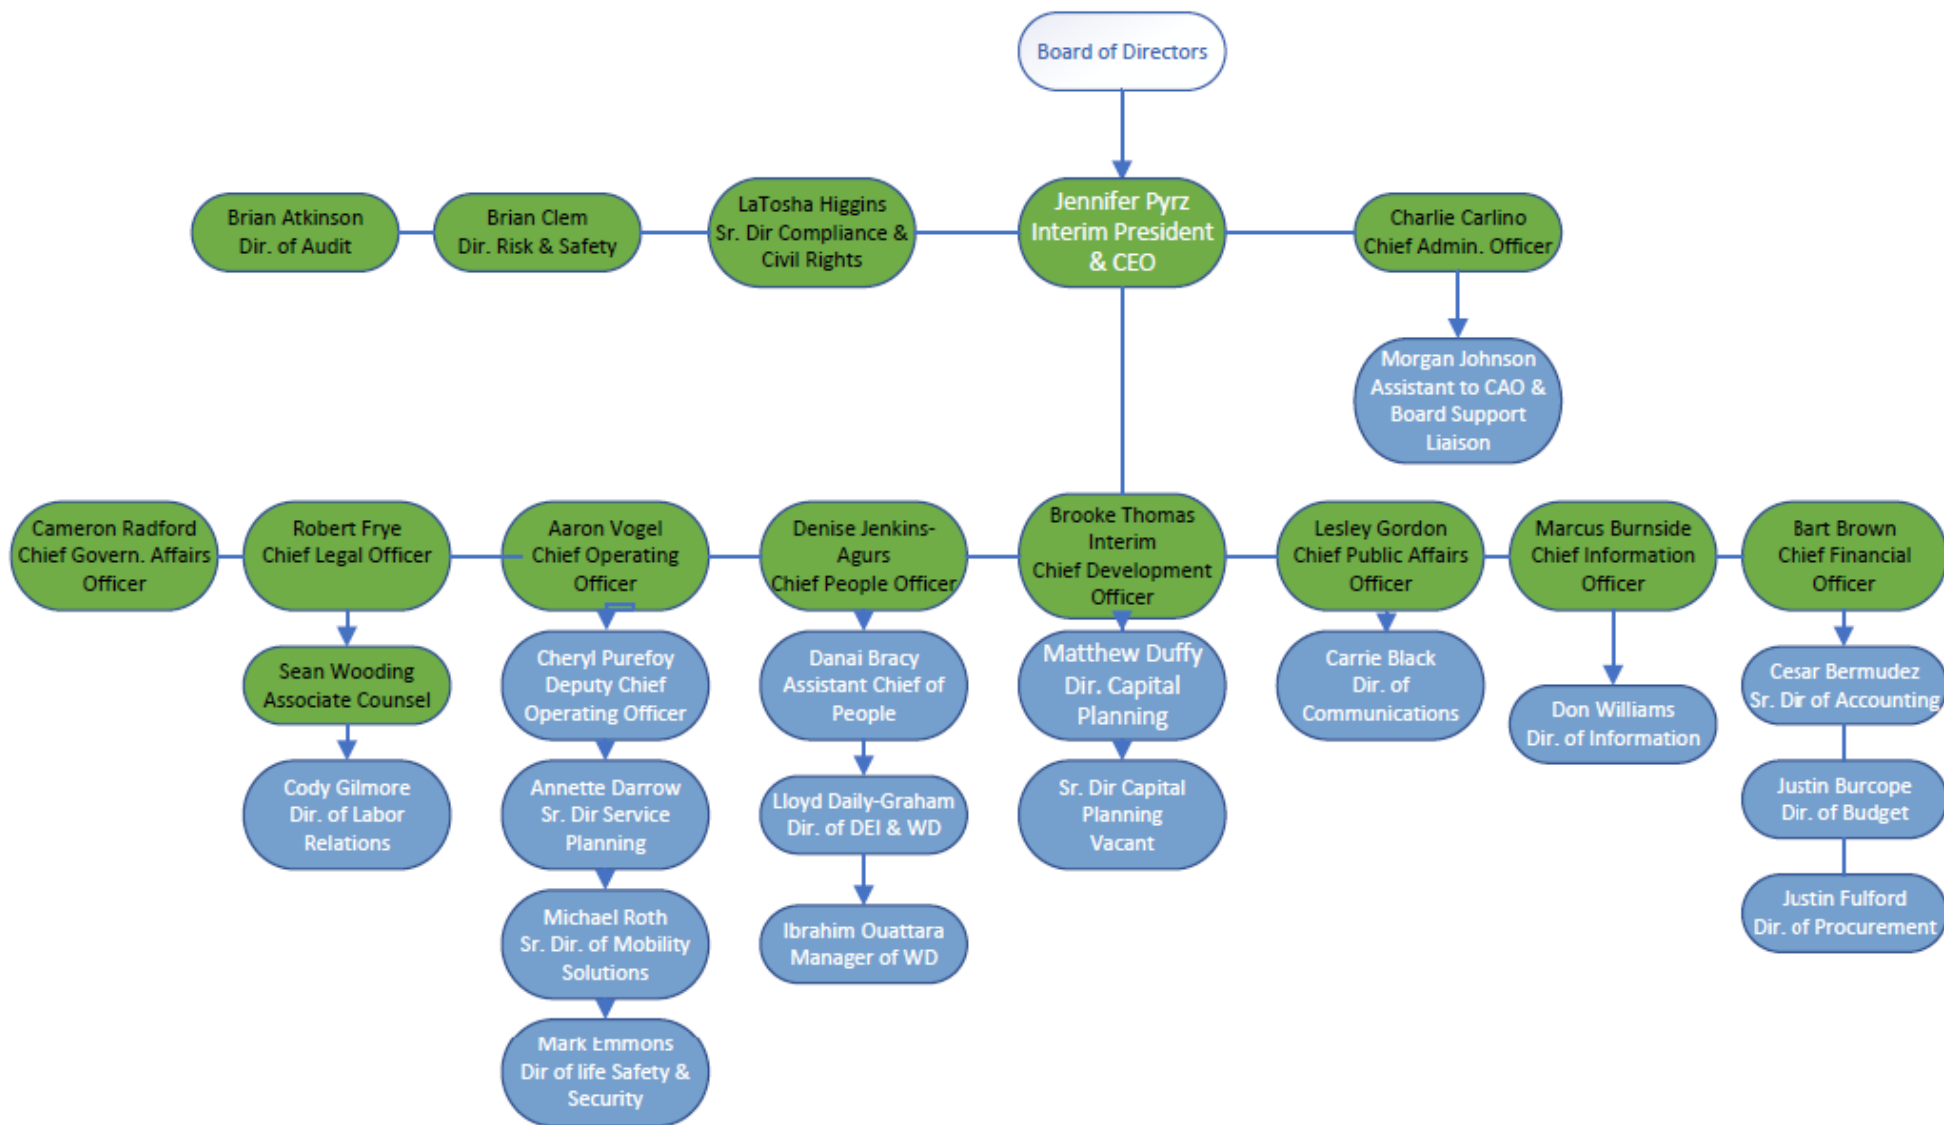 Board of Directors
Brian Atkinson
Dir. of Audit
Brian Clem
Dir. Risk & Safety
LaTosha Higgins
Sr. Dir Compliance &
Civil Rights
Jennifer Pyrz
Interim President
& CEO
Charlie Carlino
Chief Admin. Officer
Morgan Johnson
Assistant to CAO &
Board Support
Liaison
Cameron Radford
Chief Govern. Affairs
Officer
Robert Frye
Chief Legal Officer
Aaron Vogel
Chief Operating
Officer
Denise Jenkins-
Agurs
Chief People Officer
Brooke Thomas
Interim
Chief Development
Officer
Lesley Gordon
Chief Public Affairs
Officer
Marcus Burnside
Chief Information
Officer
Bart Brown
Chief Financial
Officer
Sean Wooding
Associate Counsel
Cheryl Purefoy
Deputy Chief
Operating Officer
Danai Bracy
Assistant Chief of
People
Matthew Duffy
Dir. Capital
Planning
Carrie Black
Dir. of
Communications
Don Williams
Dir. of Information
Cesar Bermudez
Sr. Dir of Accounting
Cody Gilmore
Dir. of Labor
Relations
Annette Darrow
Sr. Dir Service
Planning
Lloyd Daily-Graham
Dir. of DEI & WD
Sr. Dir Capital
Planning
Vacant
Justin Burcope
Dir. of Budget
Michael Roth
Sr. Dir. of Mobility
Solutions
Ibrahim Ouattara
Manager of WD
Justin Fulford
Dir. of Procurement
Mark Emmons
Dir of life Safety &
Security